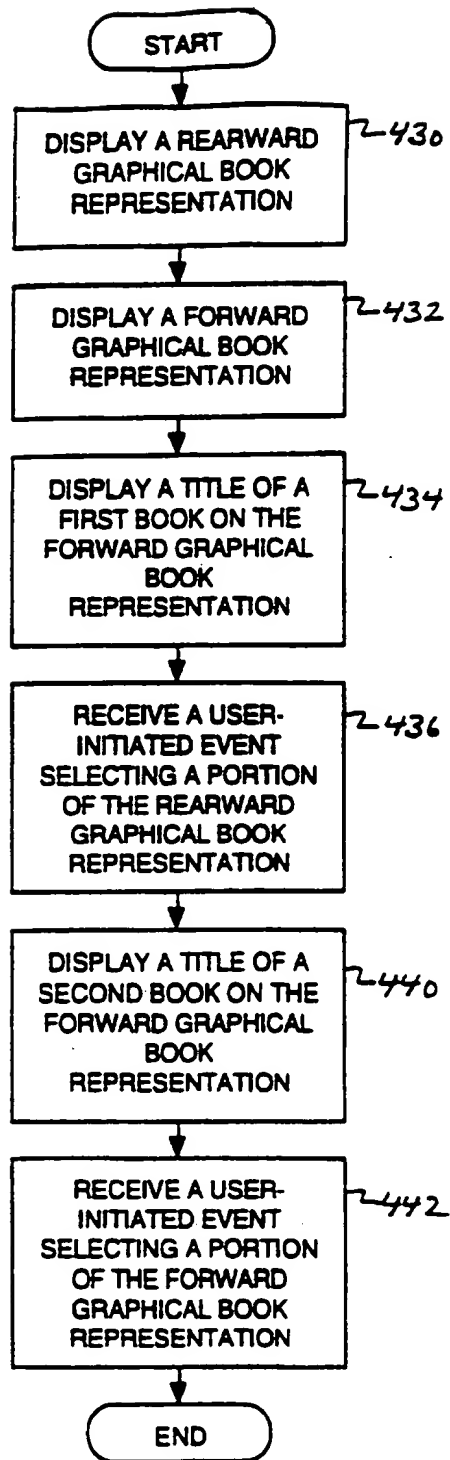 START
DISPLAY A REARWARD
GRAPHICAL BOOK
REPRESENTATION
430
DISPLAY A FORWARD
GRAPHICAL BOOK
REPRESENTATION
432
DISPLAY A TITLE OF A
FIRST BOOK ON THE
FORWARD GRAPHICAL
BOOK
REPRESENTATION
434
RECEIVE A USER-
INITIATED EVENT
SELECTING A PORTION
OF THE REARWARD
GRAPHICAL BOOK
REPRESENTATION
436
DISPLAY A TITLE OF A
SECOND BOOK ON THE
FORWARD GRAPHICAL
BOOK
REPRESENTATION
440
RECEIVE A USER-
INITIATED EVENT
SELECTING A PORTION
OF THE FORWARD
GRAPHICAL BOOK
REPRESENTATION
442
END